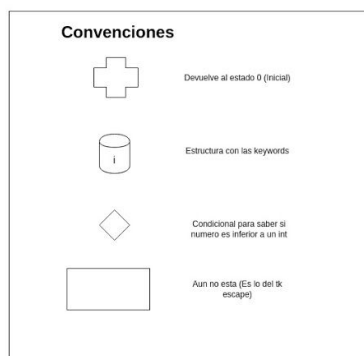 Convenciones
Devuelve al estado 0 (Inicial)
i
Estructura con las keywords
Condicional para saber si
numero es inferior a un int
Aun no esta (Es lo del tk
escape)